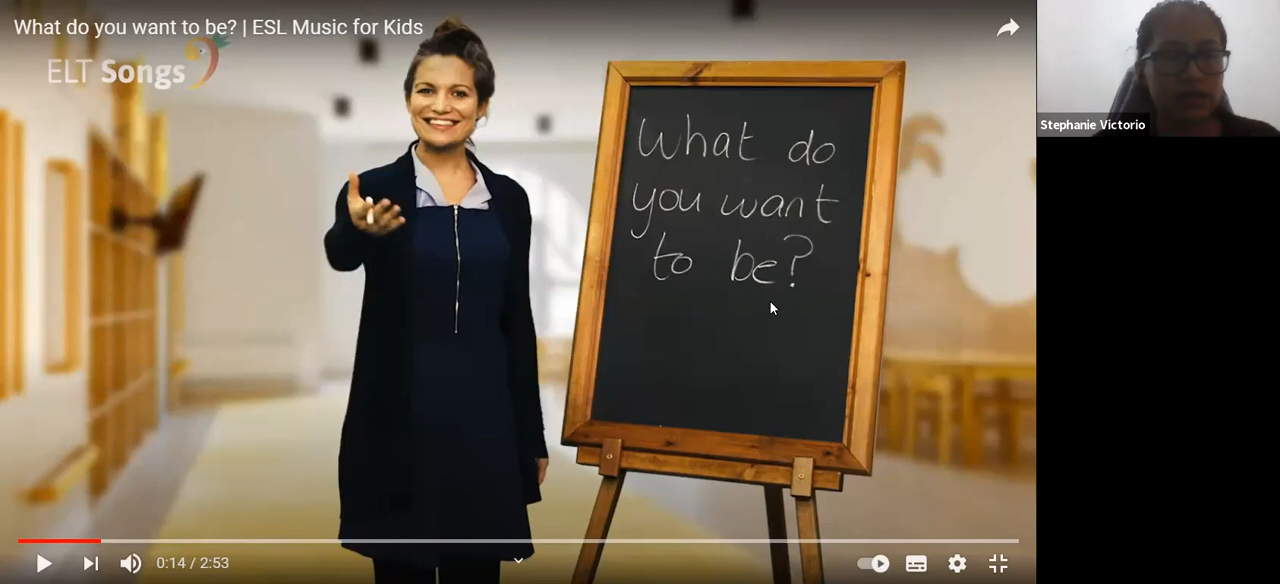 What do you want to be? | ESL Music for Kids
ELT Songs
What do
you want
to be?
Stephanie Victorio
0:14 / 2:53